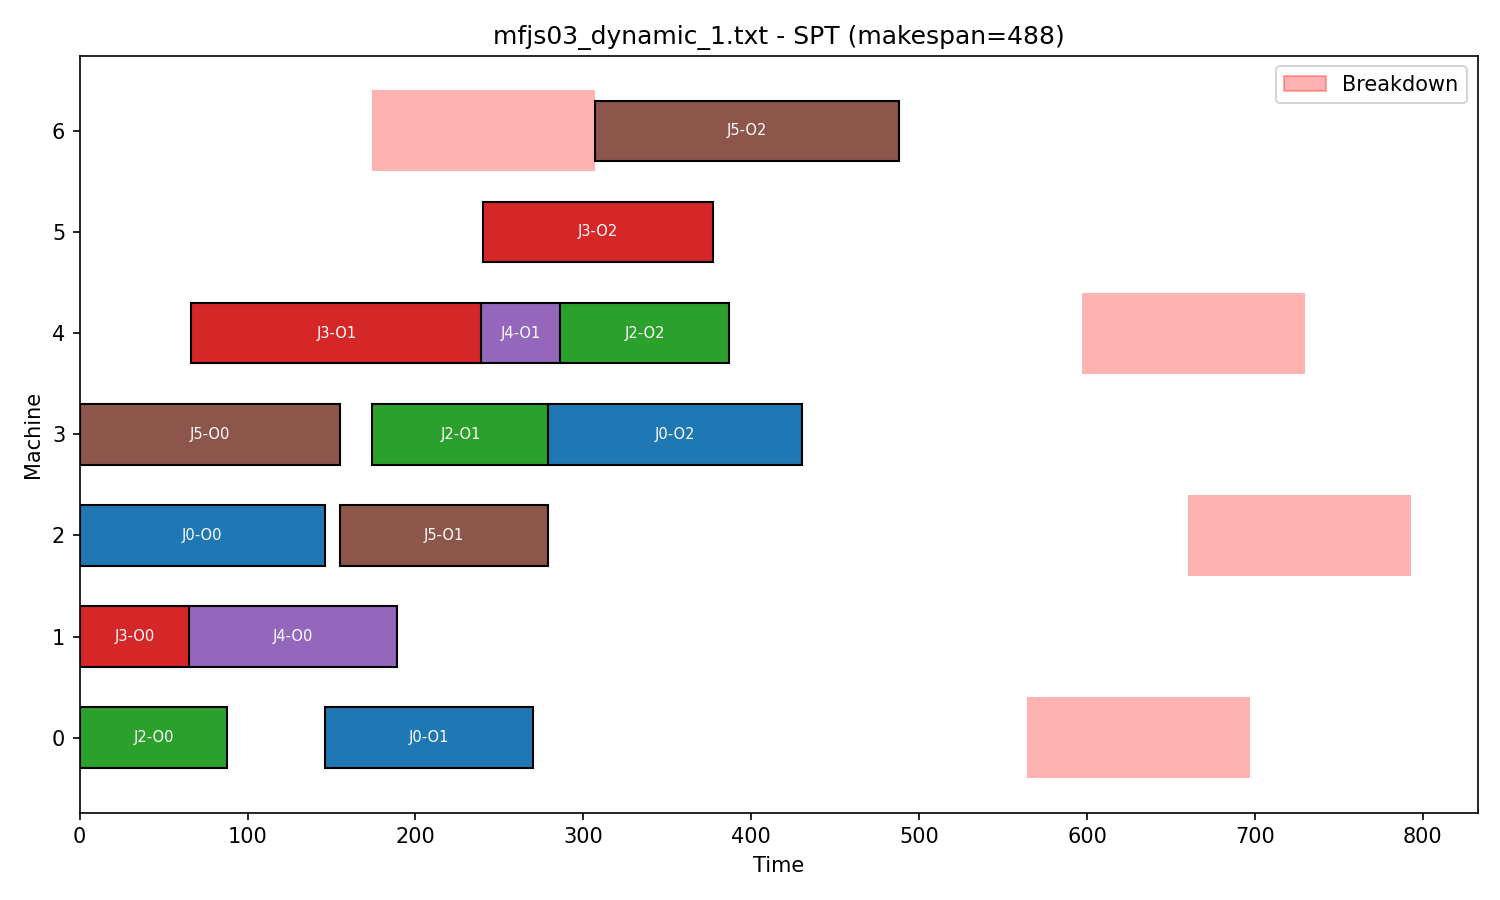 mfjs03_dynamic_1.txt - SPT (makespan=488)
Breakdown
6
J5-O2
5
J3-O2
4
J3-O1
J4-O1
J2-O2
3
J5-O0
J2-O1
J0-O2
2
J0-O0
J5-O1
1
J3-O0
J4-O0
0
J2-O0
J0-O1
Machine
0 100 200 300 400 500 600 700 800
Time